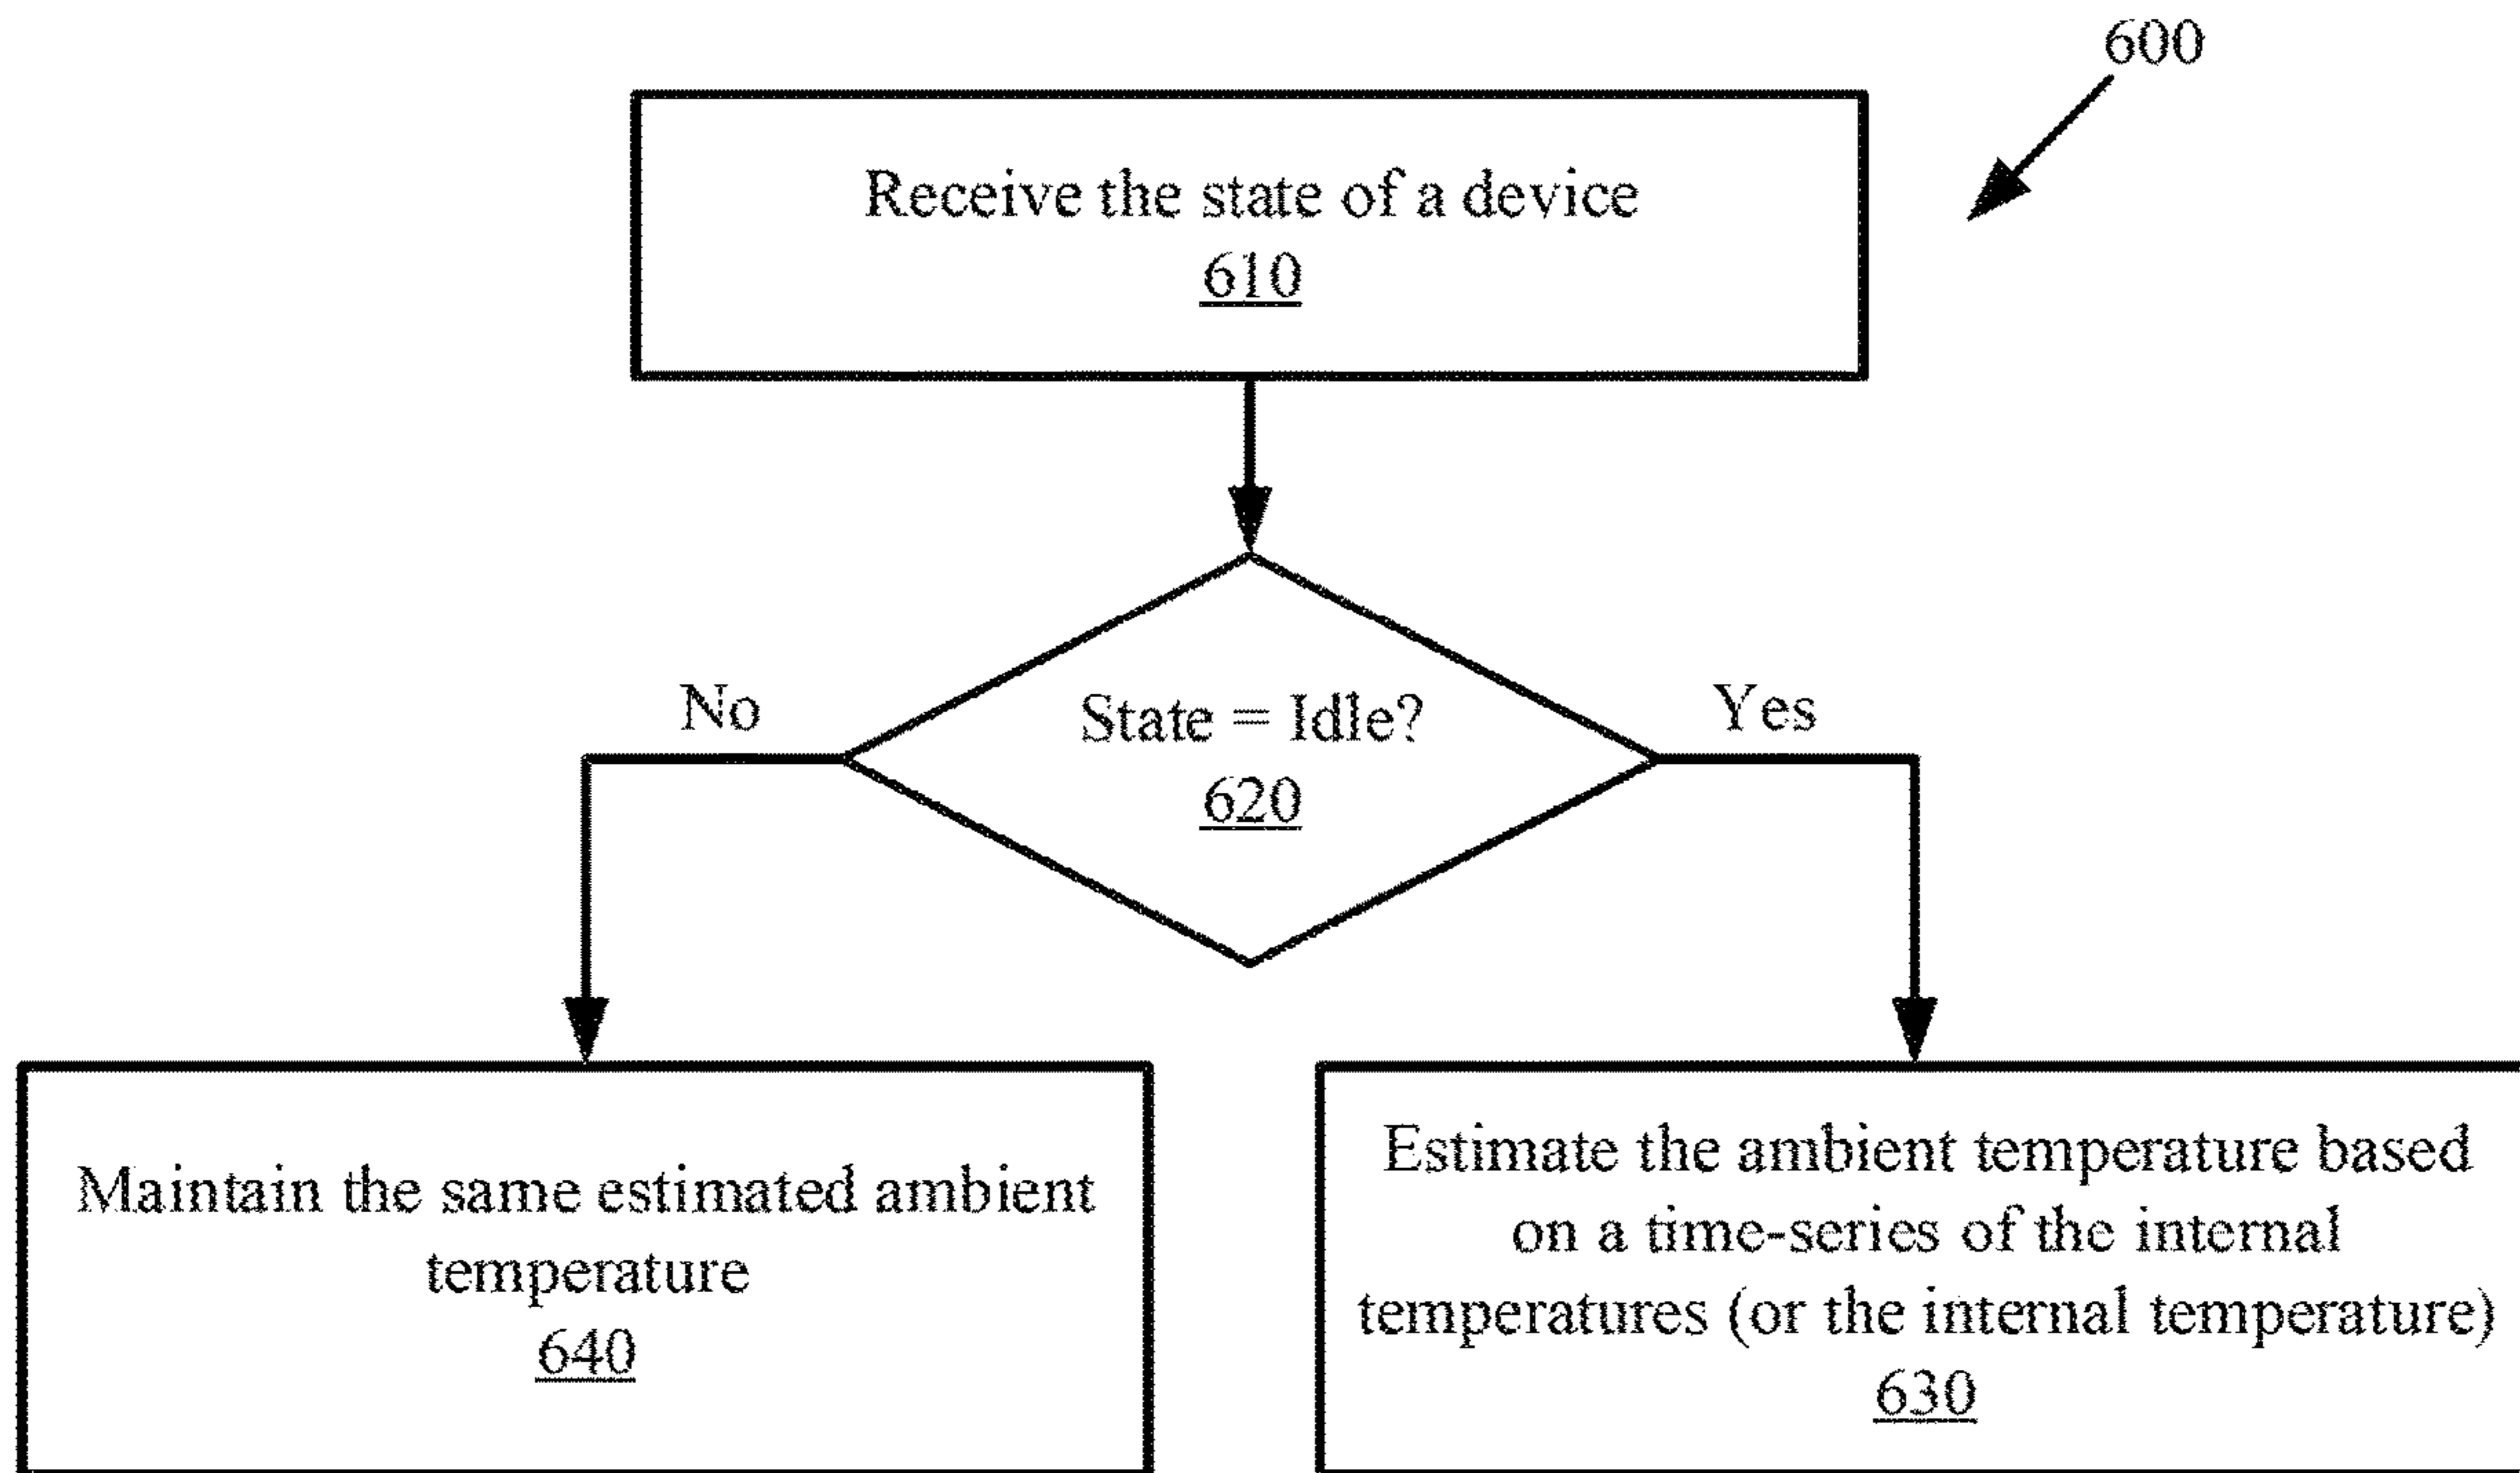 600
Receive the state of a device
610
State = Idle?
620
No
Yes
Maintain the same estimated ambient
temperature
640
Estimate the ambient temperature based
on a time-series of the internal
temperatures (or the internal temperature)
630